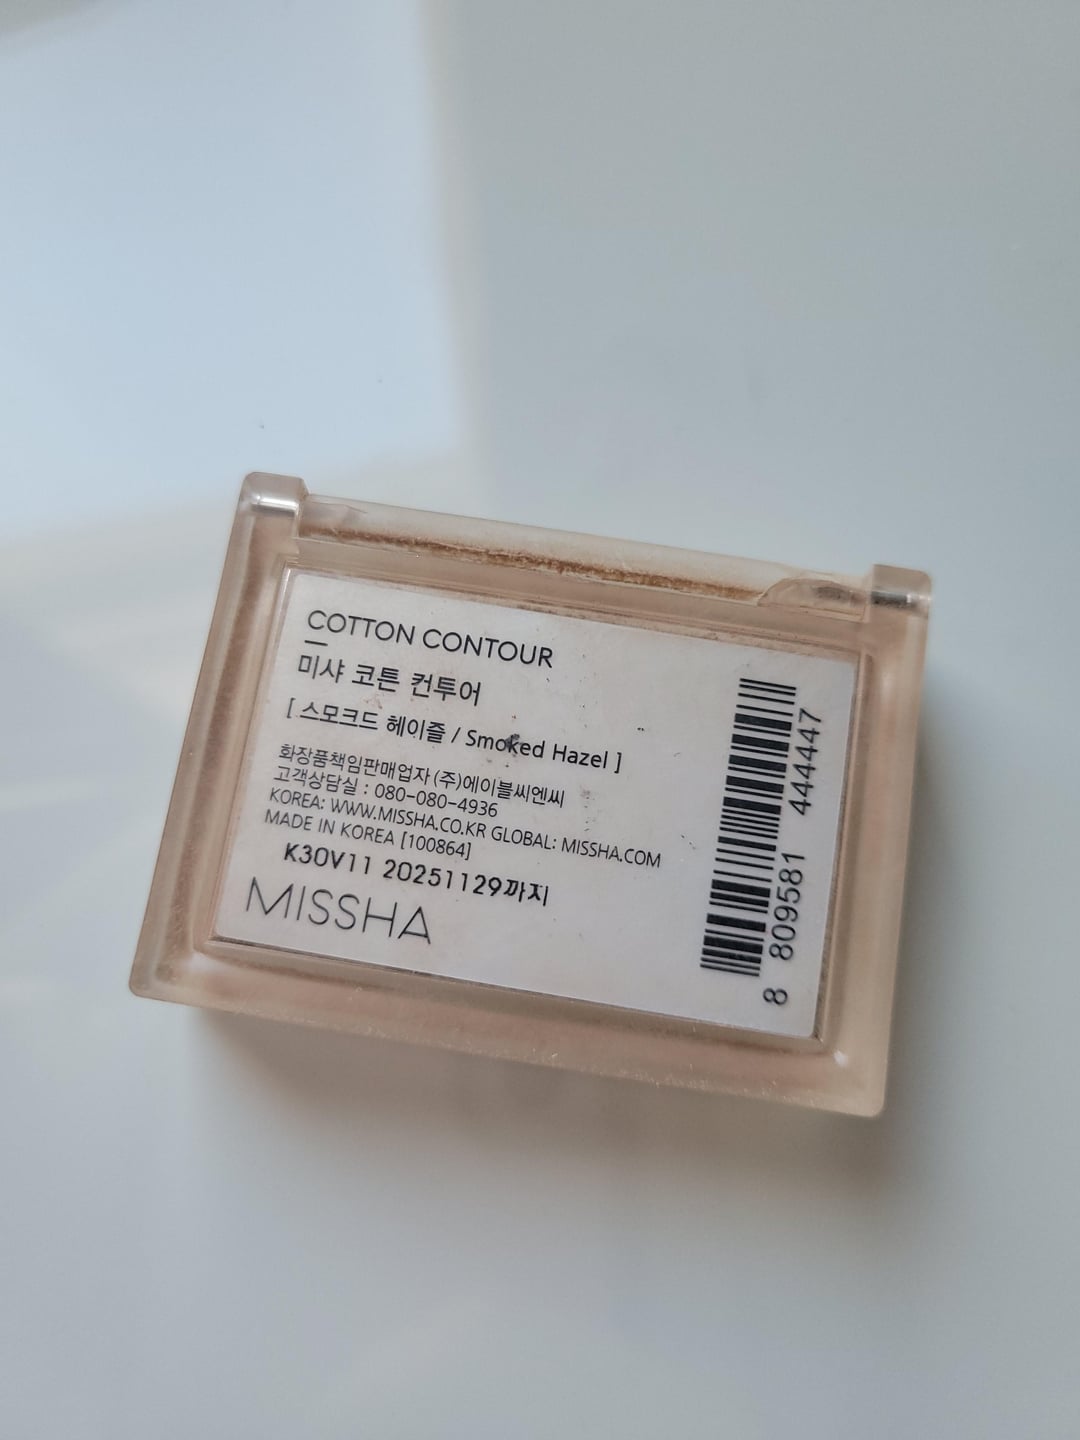 COTTON CONTOUR
미샤 코튼 컨투어
[ 스모크드 헤이즐 / Smoked Hazel ]
화장품책임판매업자 (주)에이블씨엔씨
고객상담실 : 080-080-4936
KOREA: WWW.MISSHA.CO.KR GLOBAL: MISSHA.COM
MADE IN KOREA [100864]
K30V11 20251129까지
MISSHA
8 809581 444447